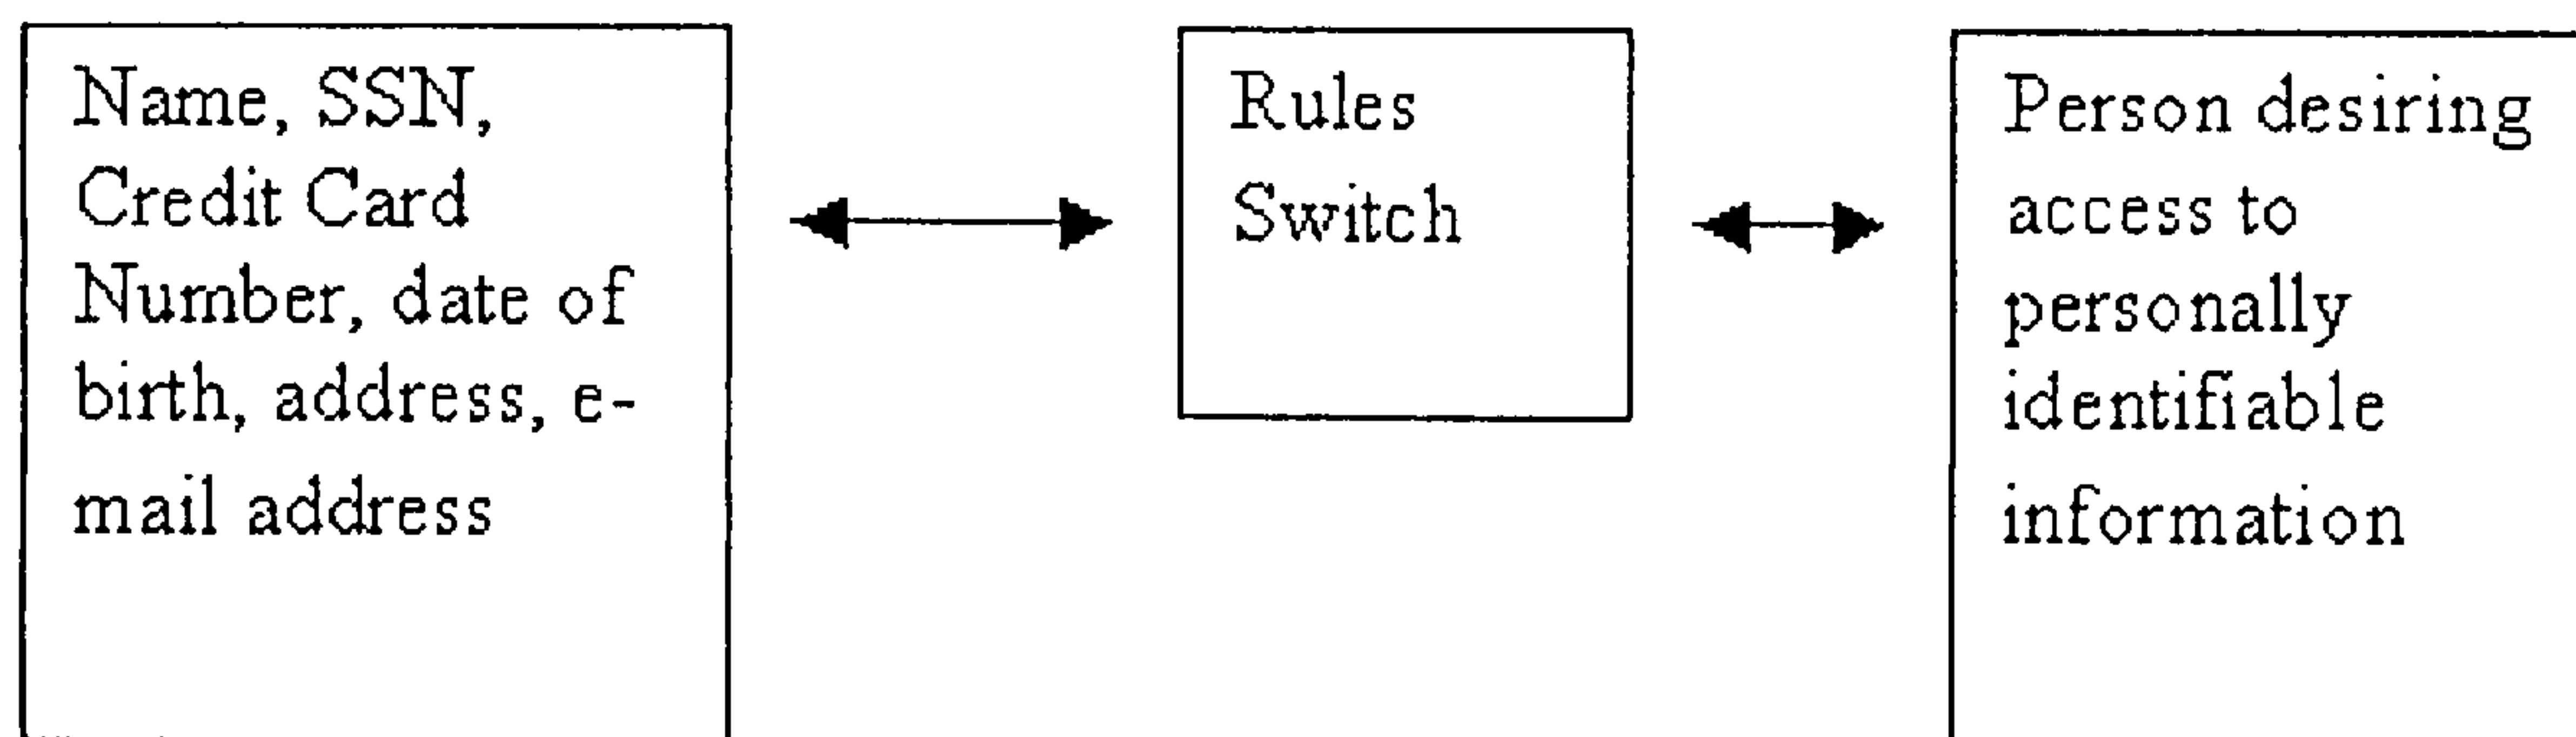 Name, SSN,
Credit Card
Number, date of
birth, address, e-
mail address
Rules
Switch
Person desiring
access to
personally
identifiable
information